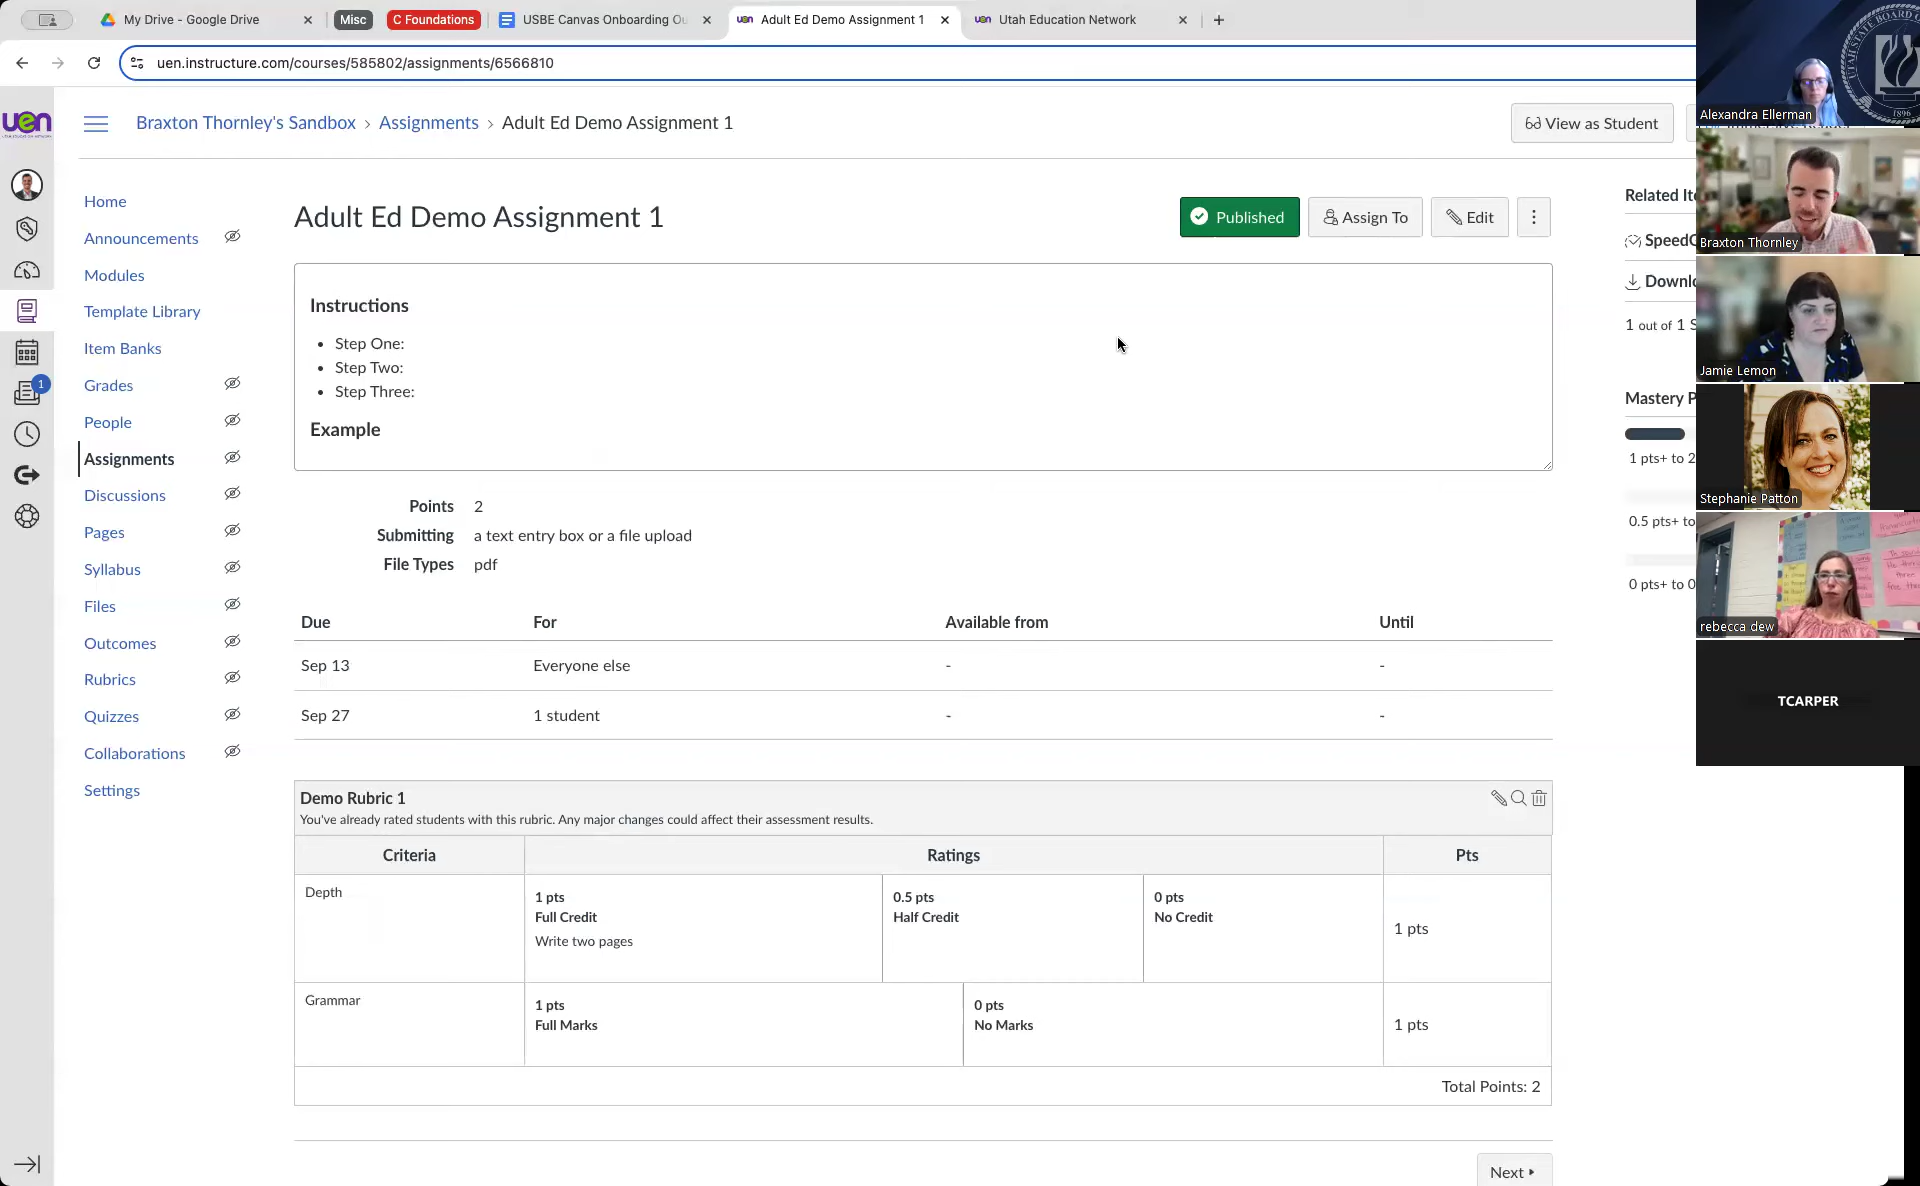 My Drive - Google Drive
Misc
C Foundations
USBE Canvas Onboarding Ou
Adult Ed Demo Assignment 1
Utah Education Network
uen.instructure.com/courses/585802/assignments/6566810
uen
Braxton Thornley's Sandbox › Assignments › Adult Ed Demo Assignment 1
View as Student
Home
Announcements
Modules
Template Library
Item Banks
Grades
People
Assignments
Discussions
Pages
Syllabus
Files
Outcomes
Rubrics
Quizzes
Collaborations
Settings
1
Adult Ed Demo Assignment 1
Published
Assign To
Edit
Instructions
• Step One:
• Step Two:
• Step Three:
Example
Points 2
Submitting a text entry box or a file upload
File Types pdf
Due For Available from Until
Sep 13 Everyone else - -
Sep 27 1 student - -
Demo Rubric 1
You've already rated students with this rubric. Any major changes could affect their assessment results.
Criteria Ratings Pts
Depth
1 pts
Full Credit
Write two pages
0.5 pts
Half Credit
0 pts
No Credit
1 pts
Grammar
1 pts
Full Marks
0 pts
No Marks
1 pts
Total Points: 2
Next
Related Ite
SpeedG
Downlo
1 out of 1 S
Mastery P
1 pts+ to 2
0.5 pts+ to
0 pts+ to 0
Alexandra Ellerman
1896
Braxton Thornley
Jamie Lemon
Stephanie Patton
rebecca dew
TCARPER